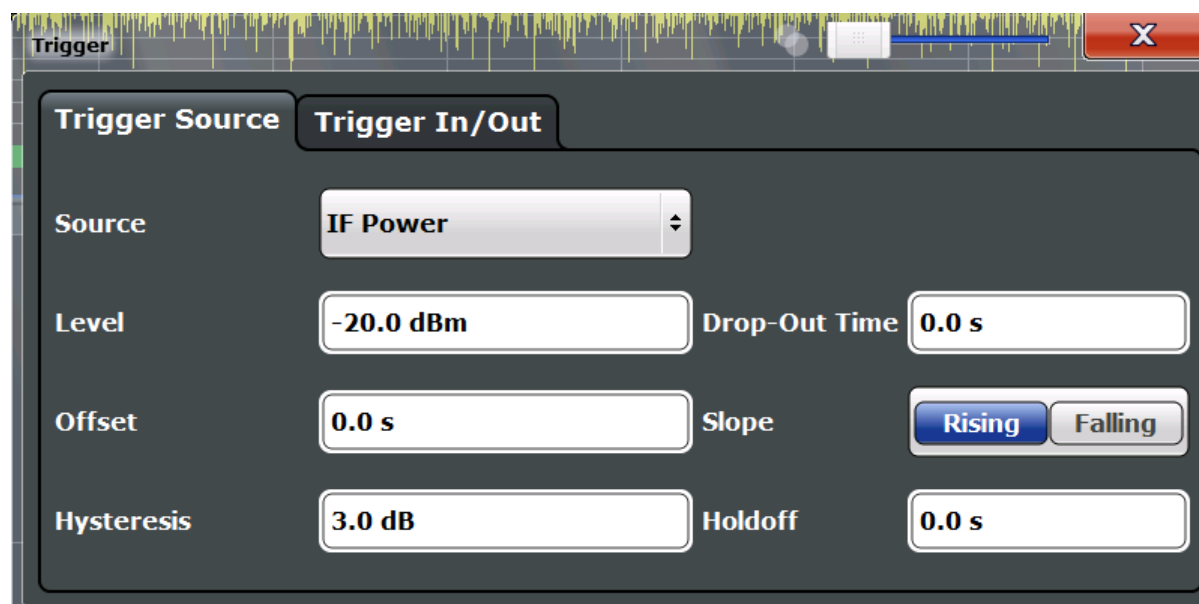 Trigger
X
Trigger Source Trigger In/Out
Source IF Power
Level -20.0 dBm Drop-Out Time 0.0 s
Offset 0.0 s Slope Rising Falling
Hysteresis 3.0 dB Holdoff 0.0 s